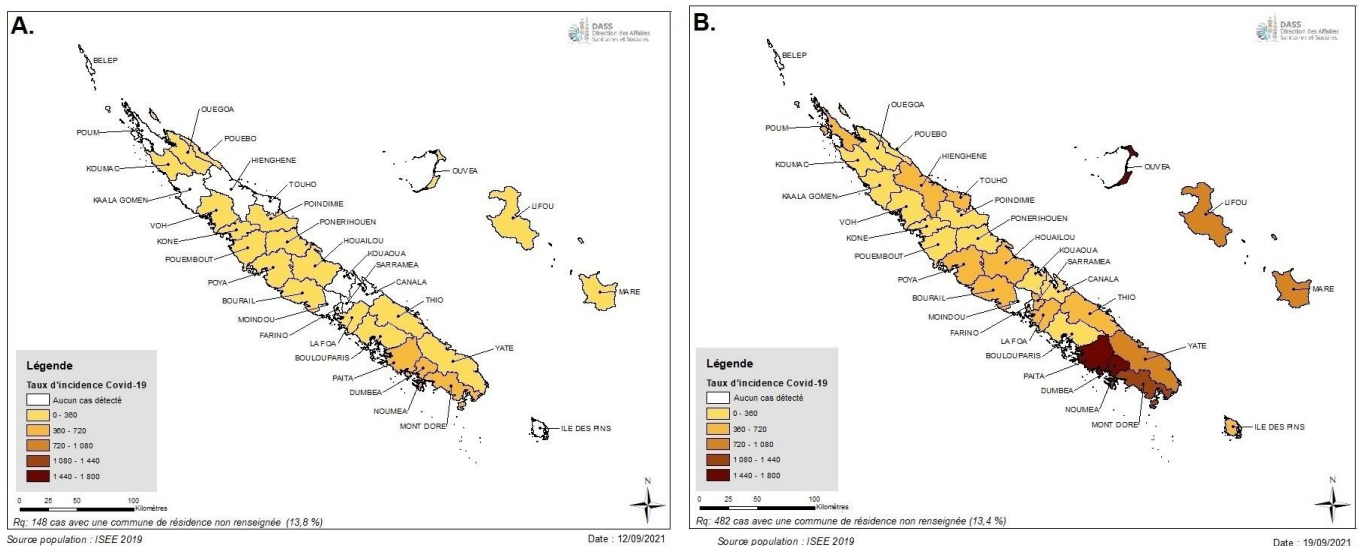 A.
DASS
Direction des Affaires
Sanitaires et Sociales
BELEP
OUEGOA
POUM
POUEBO
HIENGHENE
KOUMAC
TOUHO
OUVEA
KAALA GOMEN
POINDIMIE
LIFOU
VOH
PONERIHOUEN
KONE
HOUAILOU
POUEMBOUT
KOUAOUA
SARRAMEA
POYA
CANALA
MARE
BOURAIL
THIO
MOINDOU
FARINO
LA FOA
YATE
BOULOUPARIS
PAITA
DUMBEA
NOUMEA
MONT DORE
ILE DES PINS
Légende
Taux d'incidence Covid-19
Aucun cas détecté
0 - 360
360 - 720
720 - 1 080
1 080 - 1 440
1 440 - 1 800
0 25 50 100
Kilomètres
N
Rq: 148 cas avec une commune de résidence non renseignée (13,8 %)
Source population : ISEE 2019
Date : 12/09/2021
B.
DASS
Direction des Affaires
Sanitaires et Sociales
BELEP
OUEGOA
POUM
POUEBO
HIENGHENE
KOUMAC
TOUHO
OUVEA
KAALA GOMEN
POINDIMIE
LIFOU
VOH
PONERIHOUEN
KONE
HOUAILOU
POUEMBOUT
KOUAOUA
SARRAMEA
POYA
CANALA
MARE
BOURAIL
THIO
MOINDOU
FARINO
LA FOA
YATE
BOULOUPARIS
PAITA
DUMBEA
NOUMEA
MONT DORE
ILE DES PINS
Légende
Taux d'incidence Covid-19
Aucun cas détecté
0 - 360
360 - 720
720 - 1 080
1 080 - 1 440
1 440 - 1 800
0 25 50 100
Kilomètres
N
Rq: 482 cas avec une commune de résidence non renseignée (13,4 %)
Source population : ISEE 2019
Date : 19/09/2021